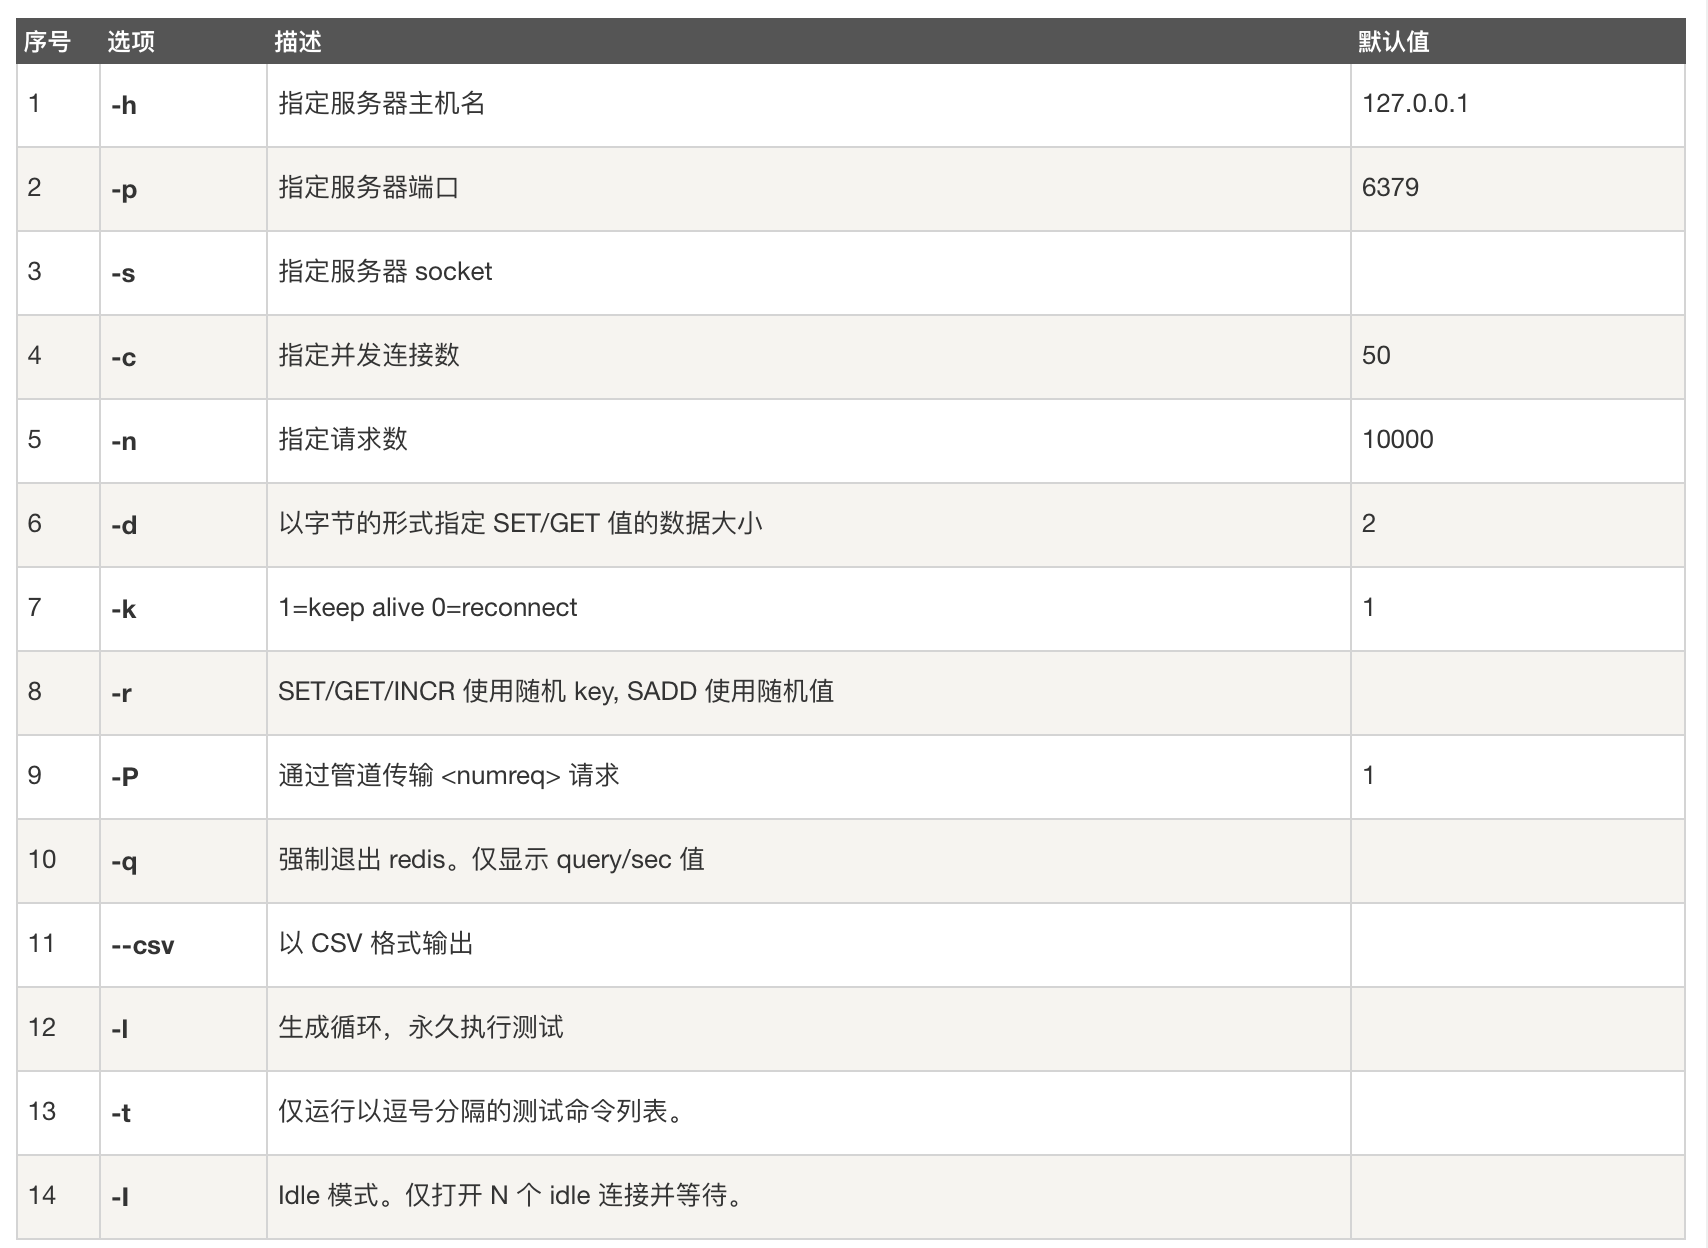 序号 选项 描述 默认值
1 -h 指定服务器主机名 127.0.0.1
2 -p 指定服务器端口 6379
3 -s 指定服务器 socket
4 -c 指定并发连接数 50
5 -n 指定请求数 10000
6 -d 以字节的形式指定 SET/GET 值的数据大小 2
7 -k 1=keep alive 0=reconnect 1
8 -r SET/GET/INCR 使用随机 key, SADD 使用随机值
9 -P 通过管道传输 <numreq> 请求 1
10 -q 强制退出 redis。仅显示 query/sec 值
11 --csv 以 CSV 格式输出
12 -l 生成循环，永久执行测试
13 -t 仅运行以逗号分隔的测试命令列表。
14 -I Idle 模式。仅打开 N 个 idle 连接并等待。